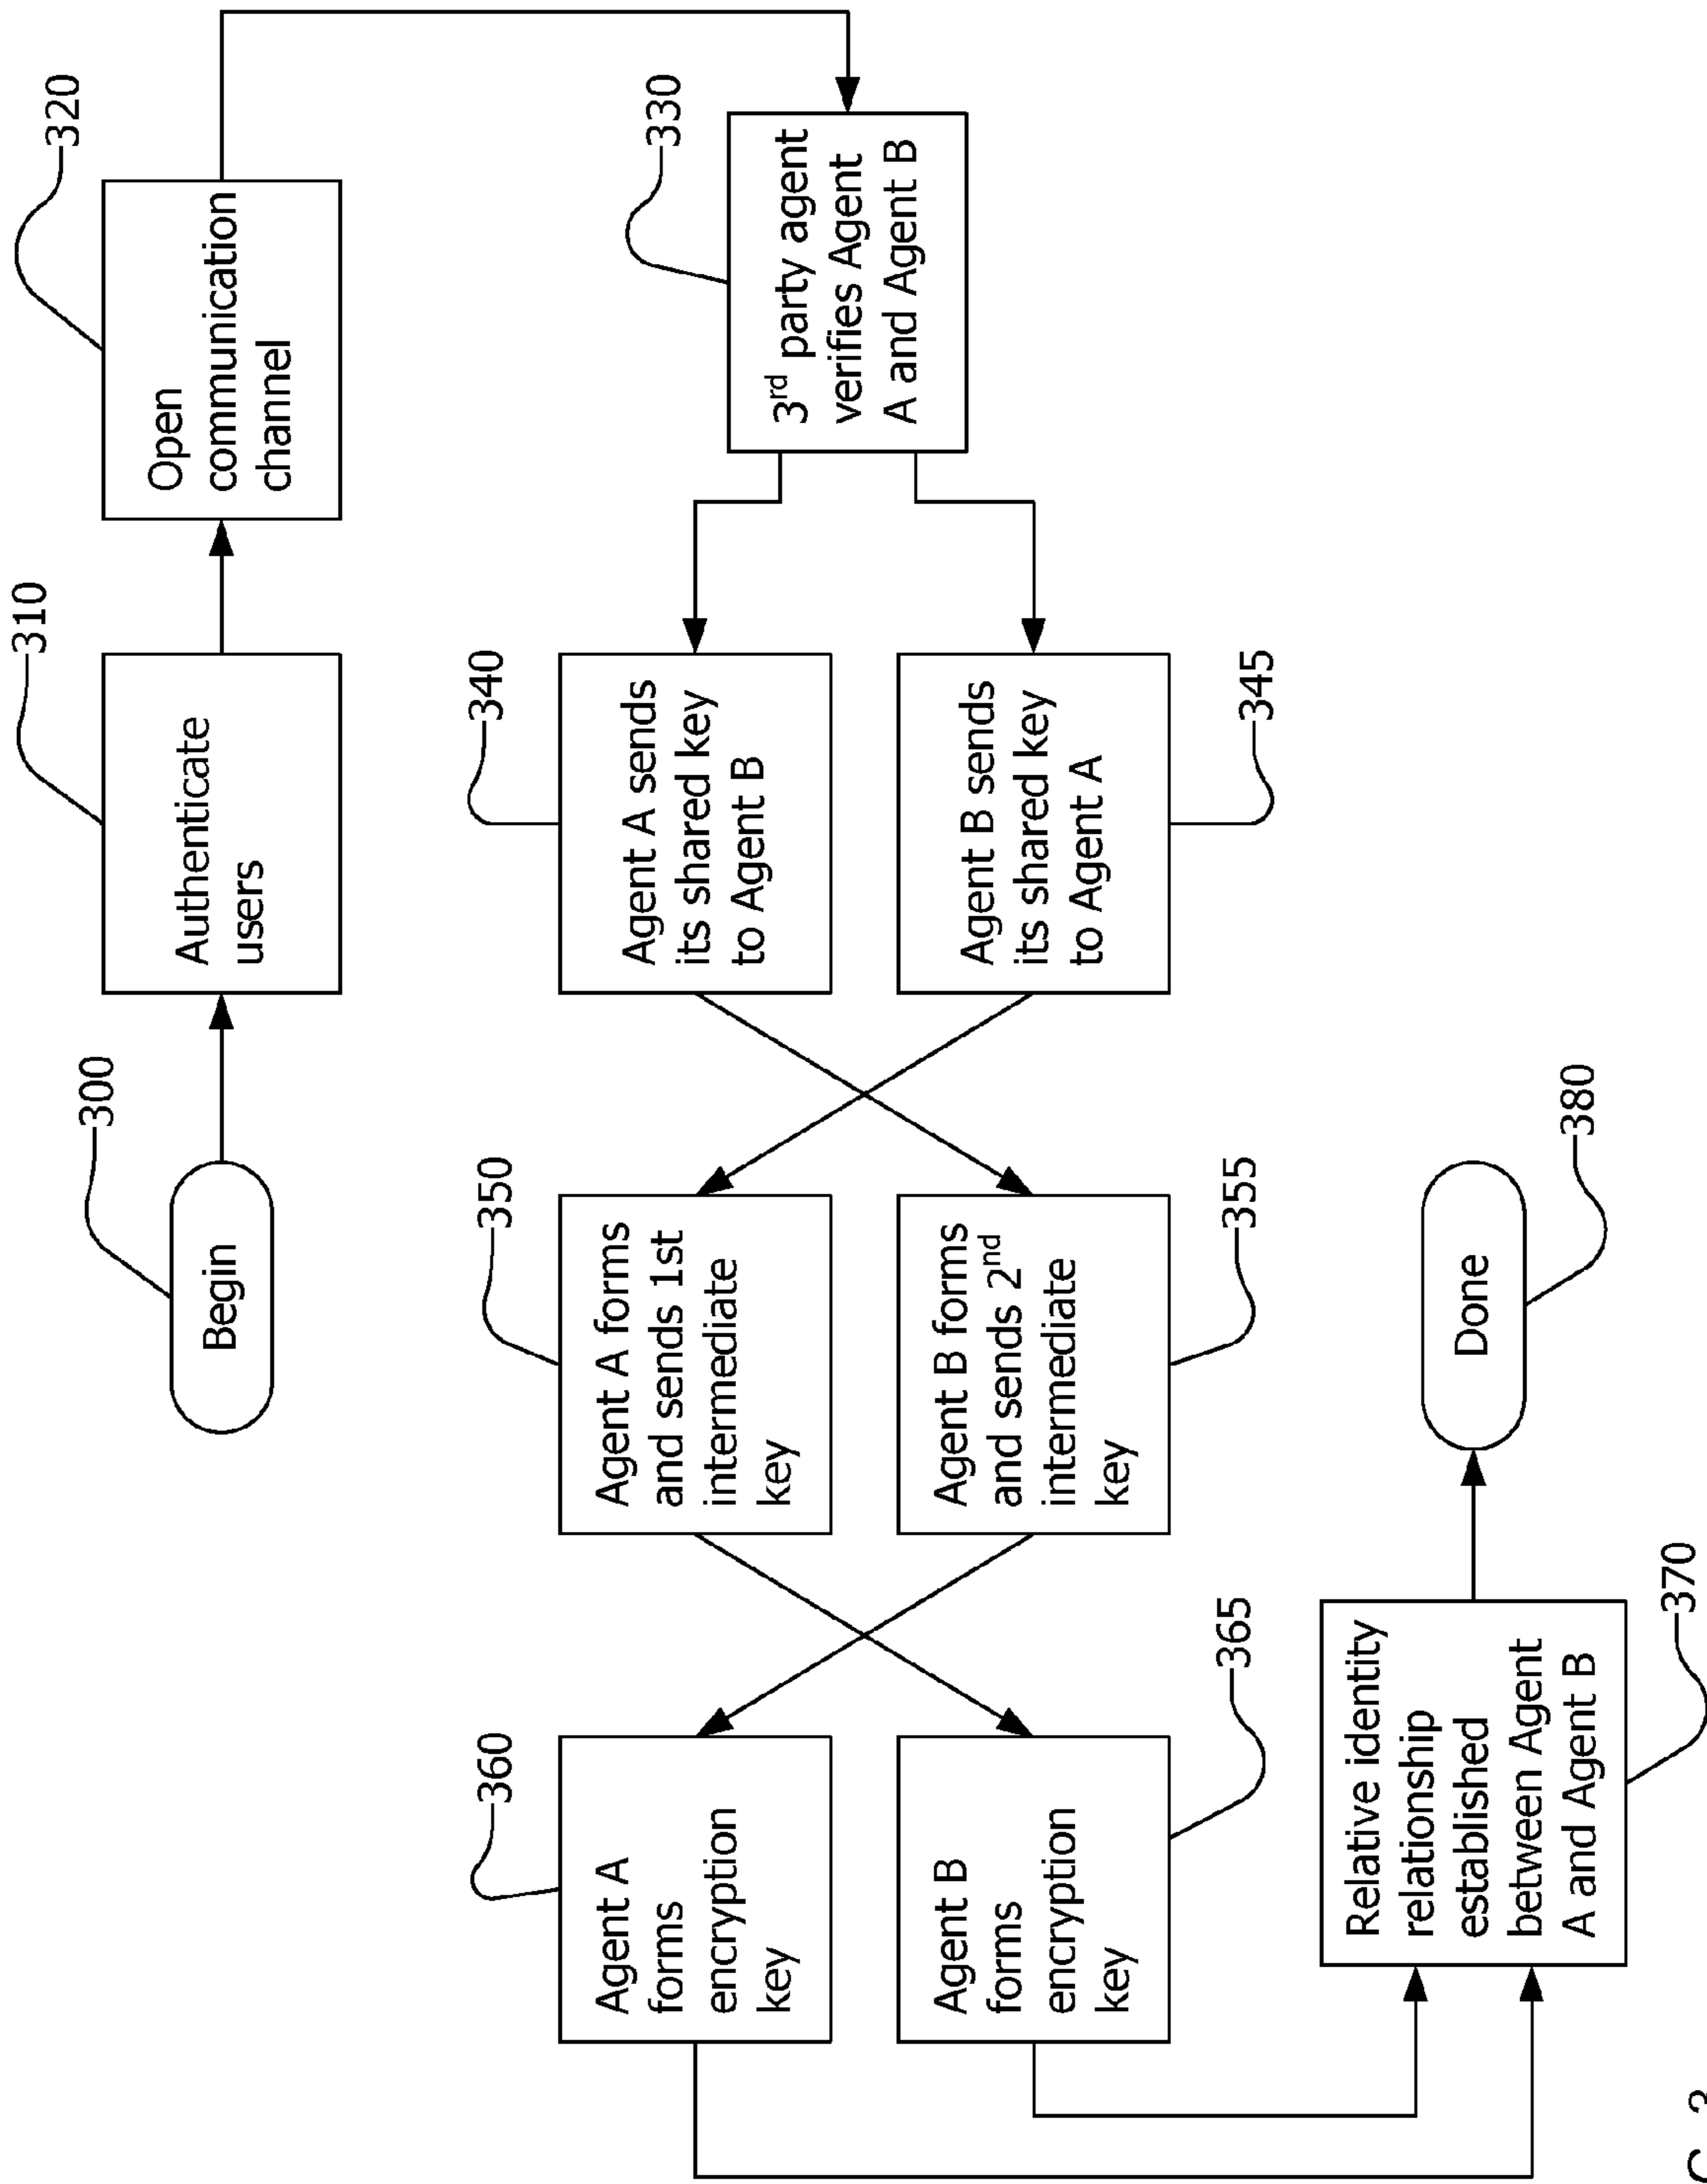 300
Begin
310
Authenticate
users
320
Open
communication
channel
330
3rd party agent
verifies Agent
A and Agent B
340
Agent A sends
its shared key
to Agent B
345
Agent B sends
its shared key
to Agent A
350
Agent A forms
and sends 1st
intermediate
key
355
Agent B forms
and sends 2nd
intermediate
key
360
Agent A
forms
encryption
key
365
Agent B
forms
encryption
key
370
Relative identity
relationship
established
between Agent
A and Agent B
380
Done